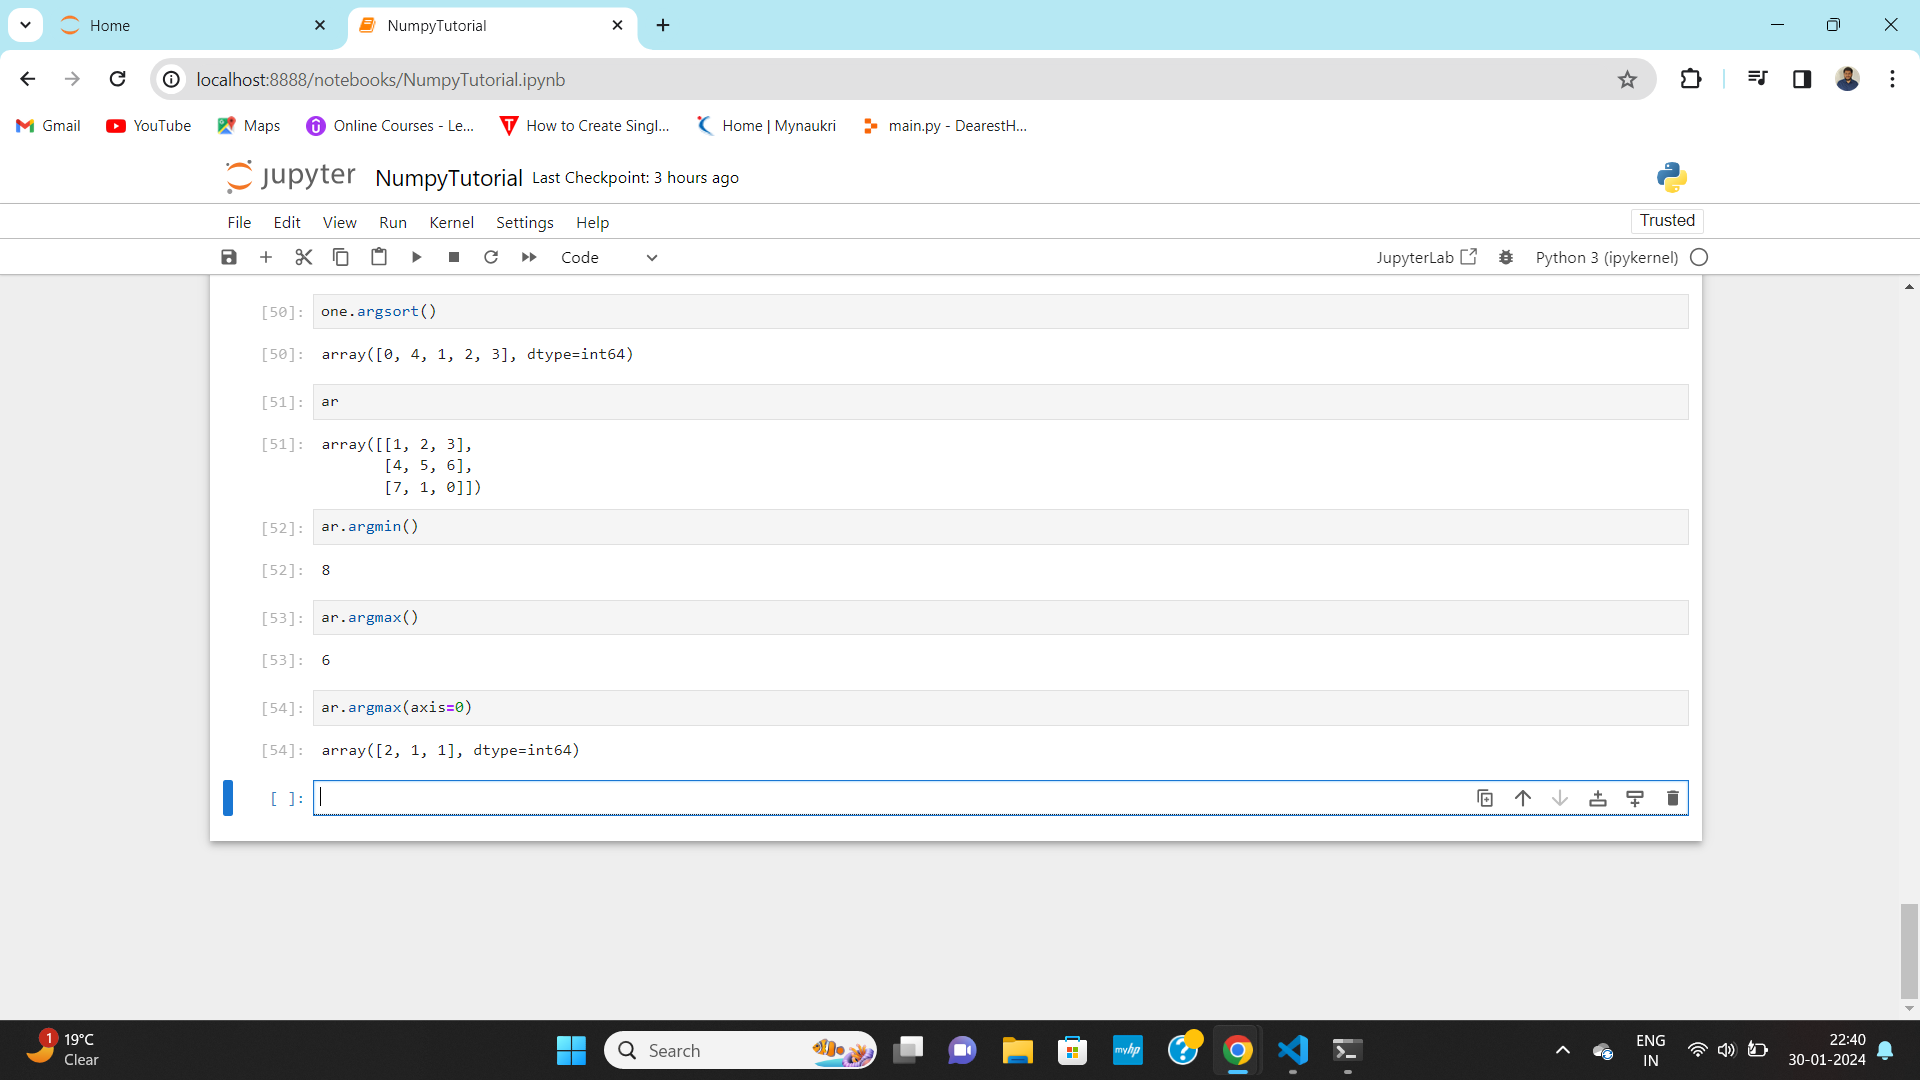 Home
NumpyTutorial
localhost:8888/notebooks/NumpyTutorial.ipynb
Gmail
YouTube
Maps
Online Courses - Le...
How to Create Singl...
Home | Mynaukri
main.py - DearestH...
jupyter
NumpyTutorial
Last Checkpoint: 3 hours ago
File
Edit
View
Run
Kernel
Settings
Help
Trusted
Code
JupyterLab
Python 3 (ipykernel)
[50]: one.argsort()
[50]: array([0, 4, 1, 2, 3], dtype=int64)
[51]: ar
[51]: array([[1, 2, 3],
[4, 5, 6],
[7, 1, 0]])
[52]: ar.argmin()
[52]: 8
[53]: ar.argmax()
[53]: 6
[54]: ar.argmax(axis=0)
[54]: array([2, 1, 1], dtype=int64)
[ ]:
1
19°C
Clear
Search
myhp
ENG
IN
22:40
30-01-2024